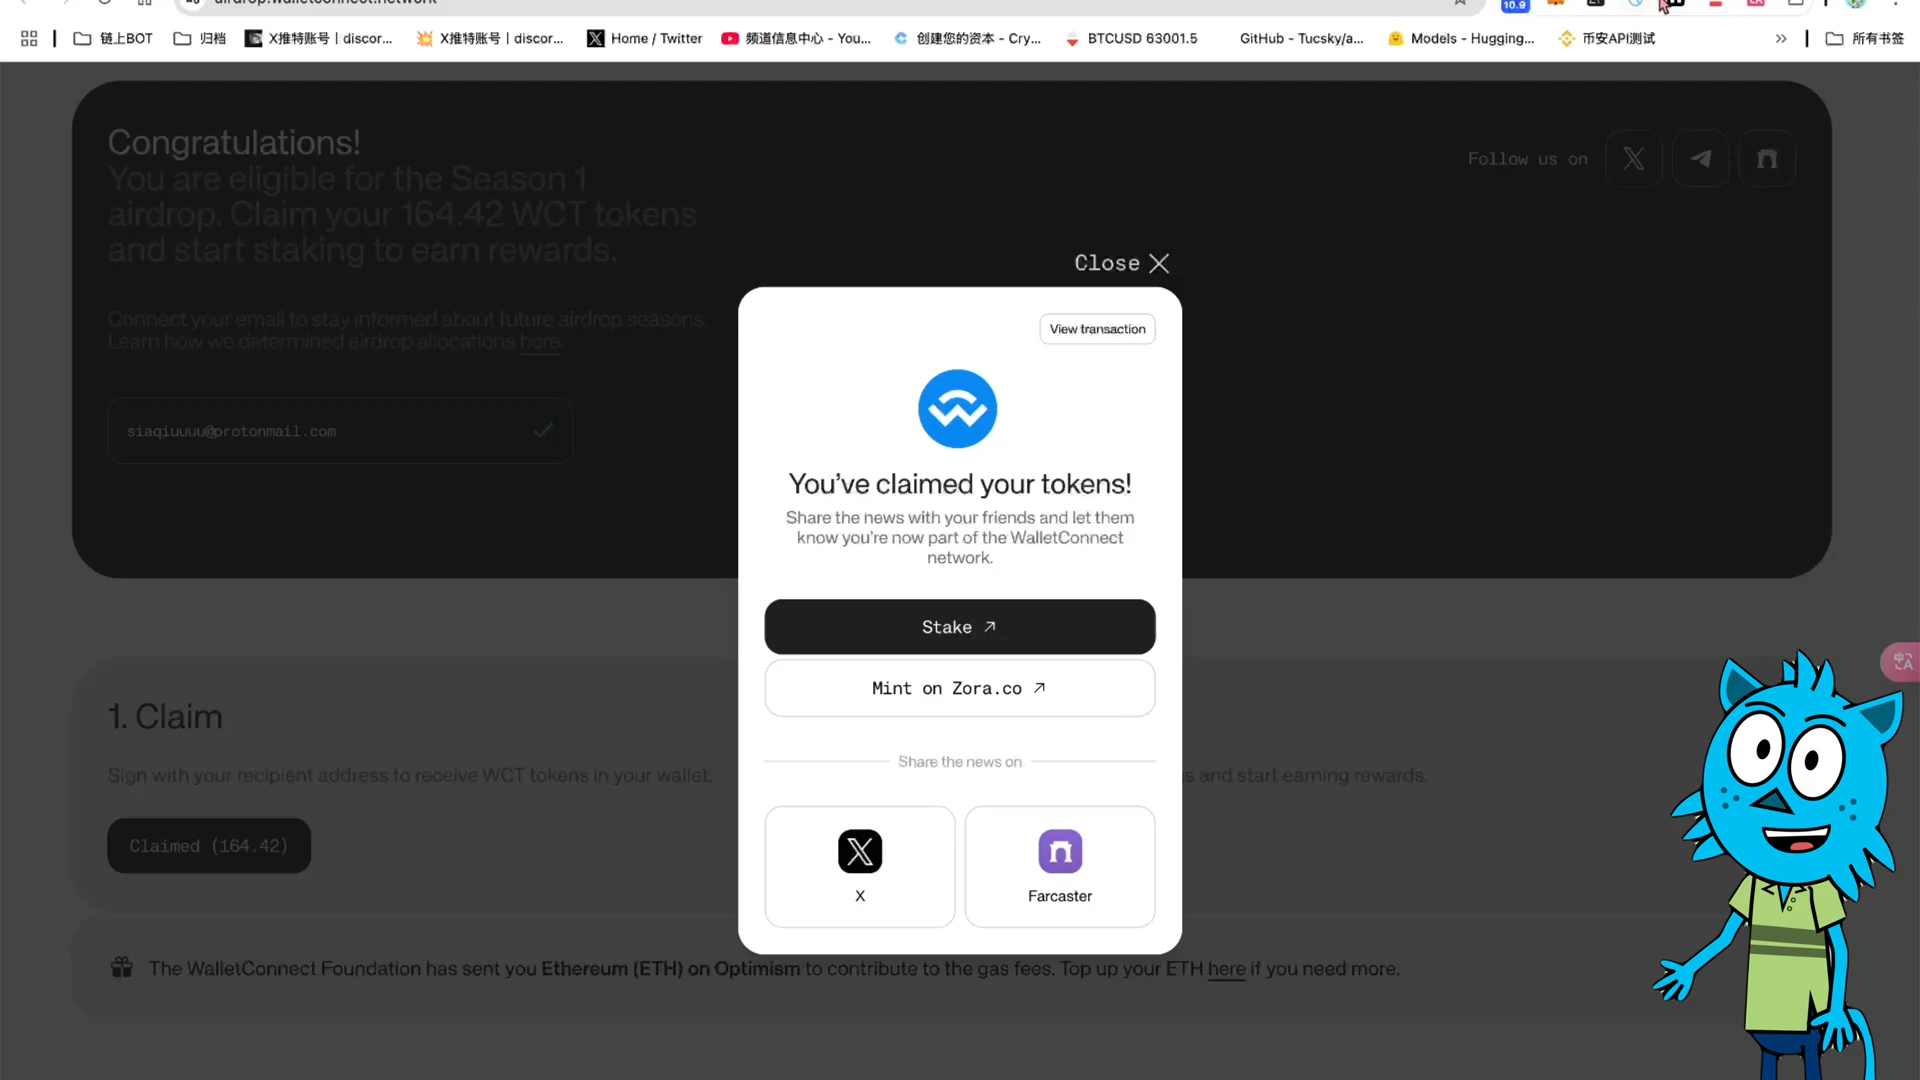 airdrop.walletconnect.network
10.9
链上BOT
归档
X推特账号 | discor...
X推特账号 | discor...
Home / Twitter
频道信息中心 - You...
创建您的资本 - Cry...
BTCUSD 63001.5
GitHub - Tucsky/a...
Models - Hugging...
币安API测试
所有书签
Congratulations!
You are eligible for the Season 1
airdrop. Claim your 164.42 WCT tokens
and start staking to earn rewards.
Follow us on
Connect your email to stay informed about future airdrop seasons.
Learn how we determined airdrop allocations here.
siaqiuuuu@protonmail.com
Close
View transaction
You've claimed your tokens!
Share the news with your friends and let them
know you're now part of the WalletConnect
network.
Stake
Mint on Zora.co
Share the news on
X
Farcaster
1. Claim
Sign with your recipient address to receive WCT tokens in your wallet.
s and start earning rewards.
Claimed (164.42)
The WalletConnect Foundation has sent you Ethereum (ETH) on Optimism to contribute to the gas fees. Top up your ETH here if you need more.